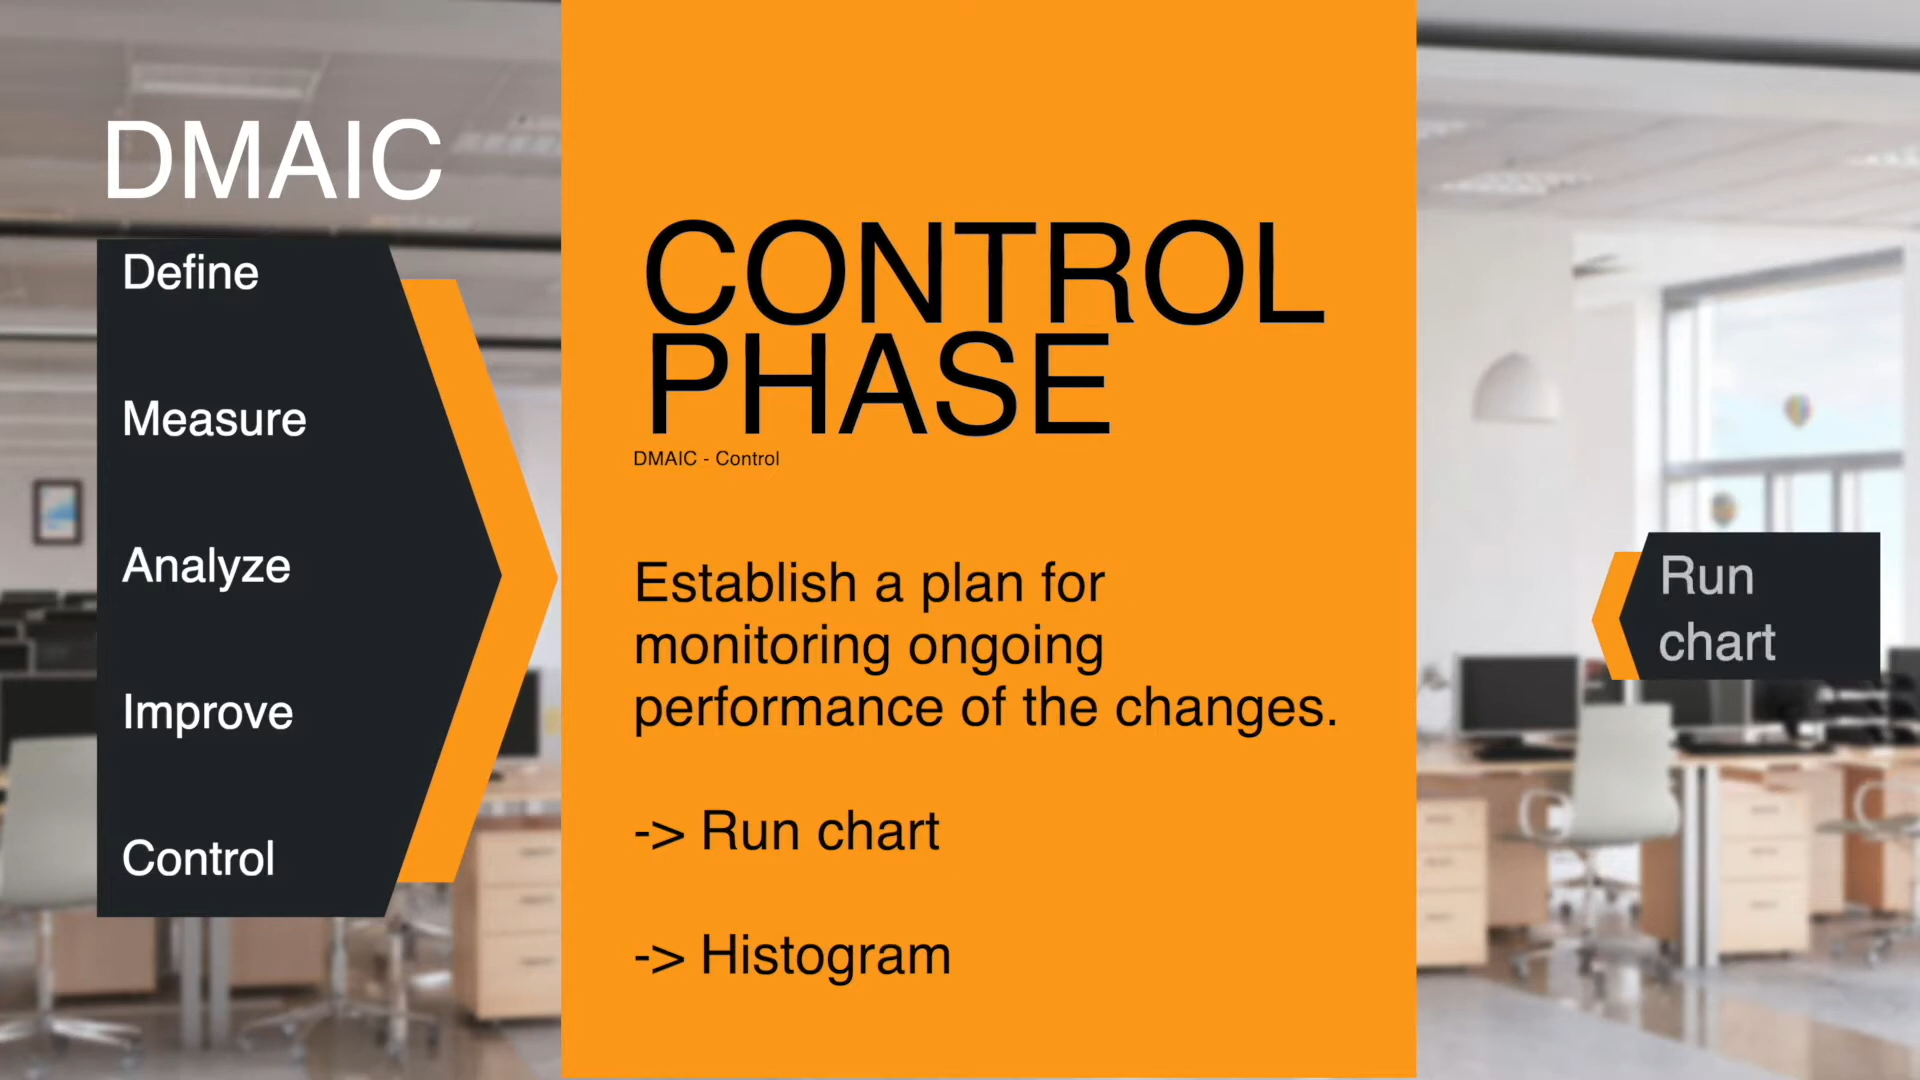 DMAIC
Define
Measure
Analyze
Improve
Control
CONTROL
PHASE
DMAIC - Control
Establish a plan for
monitoring ongoing
performance of the changes.
-> Run chart
-> Histogram
Run
chart